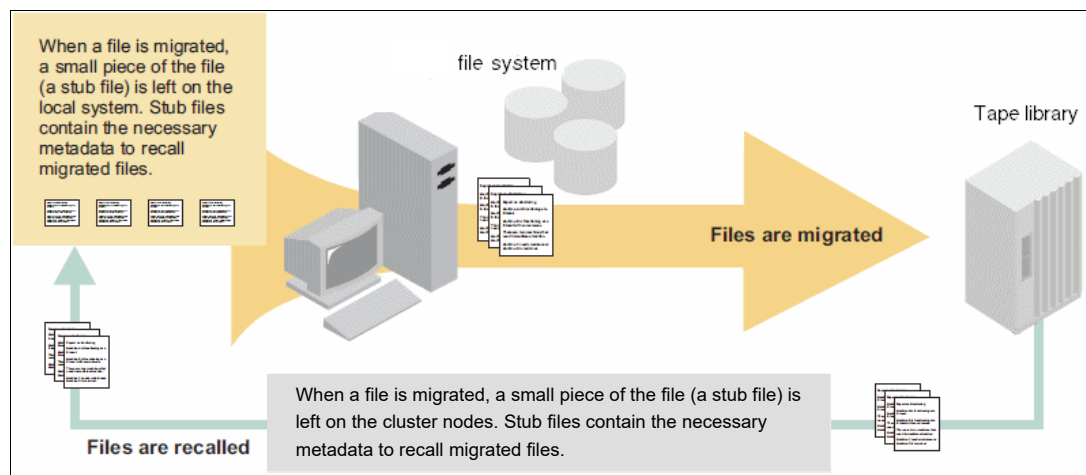 When a file is migrated,
a small piece of the file
(a stub file) is left on the
local system. Stub files
contain the necessary
metadata to recall
migrated files.
file system
Tape library
Files are migrated
When a file is migrated, a small piece of the file (a stub file) is
left on the cluster nodes. Stub files contain the necessary
metadata to recall migrated files.
Files are recalled